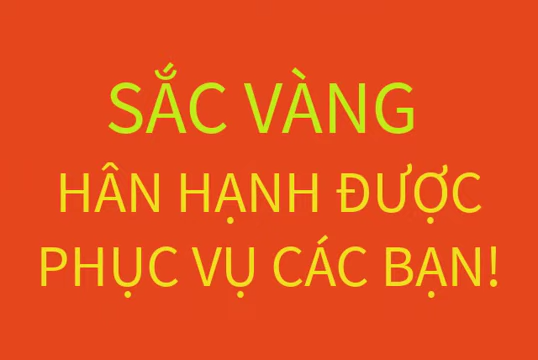 SẮC VÀNG
HÂN HẠNH ĐƯỢC
PHỤC VỤ CÁC BẠN!